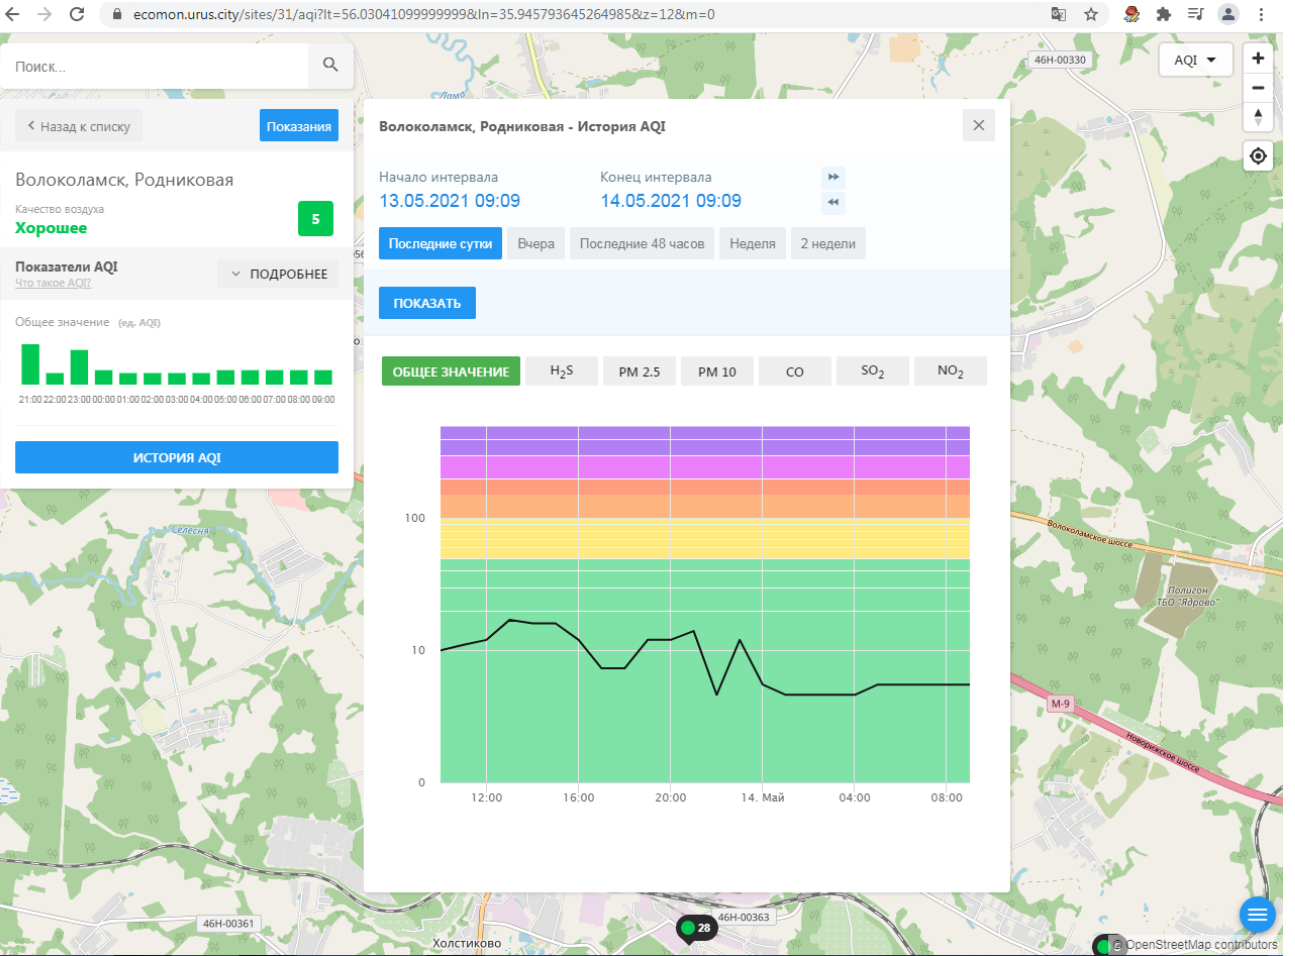 ecomon.urus.city/sites/31/aqi?lt=56.03041099999999&ln=35.945793645264985&z=12&m=0
Поиск...
46H-00330
AQI
Назад к списку
Показания
Волоколамск, Родниковая - История AQI
Волоколамск, Родниковая
Качество воздуха
Хорошее
5
Начало интервала
Конец интервала
13.05.2021 09:09
14.05.2021 09:09
Последние сутки
Вчера
Последние 48 часов
Неделя
2 недели
Показатели AQI
Что такое AQI?
ПОДРОБНЕЕ
ПОКАЗАТЬ
Общее значение (ед. AQI)
21:00 22:00 23:00 00:00 01:00 02:00 03:00 04:00 05:00 06:00 07:00 08:00 09:00
ИСТОРИЯ AQI
ОБЩЕЕ ЗНАЧЕНИЕ
H2S
PM 2.5
PM 10
CO
SO2
NO2
100
10
0
12:00
16:00
20:00
14. Май
04:00
08:00
Селесня
Волоколамское шоссе
Полигон
ТБО "Ядрово"
М-9
Новорижское шоссе
46H-00361
Холстиково
28
46H-00363
© OpenStreetMap contributors